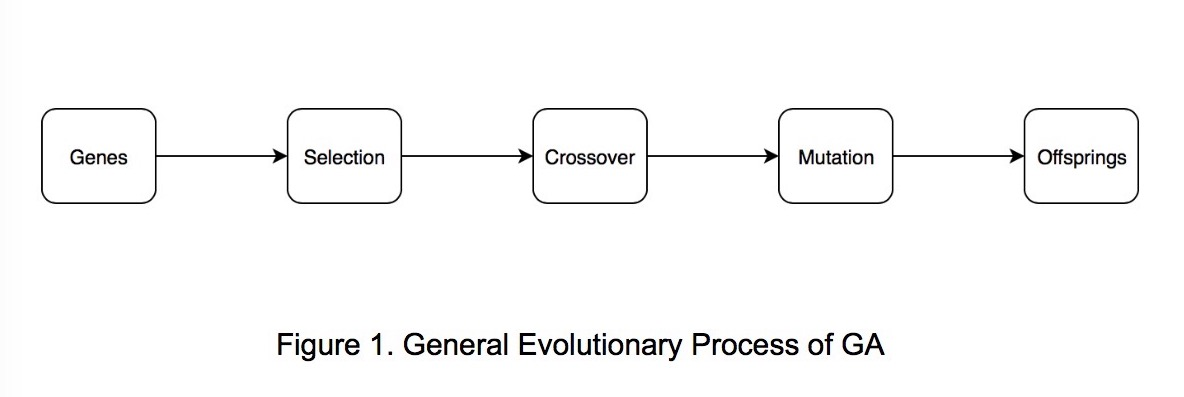 Genes
Selection
Crossover
Mutation
Offsprings
Figure 1. General Evolutionary Process of GA